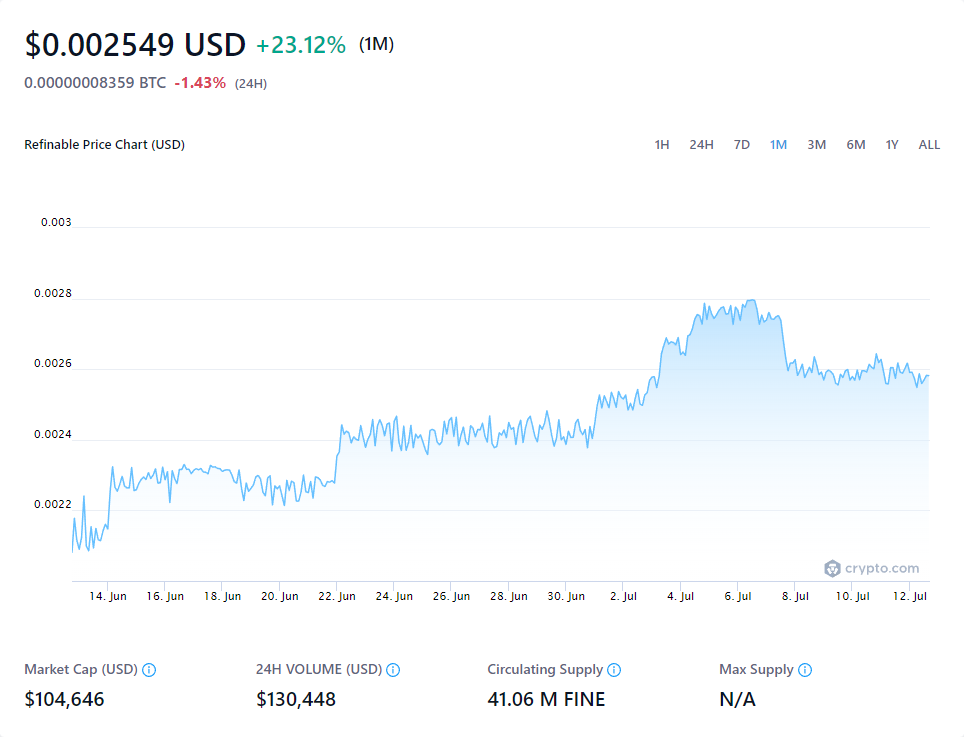 $0.002549 USD +23.12% (1M)
0.00000008359 BTC -1.43% (24H)
Refinable Price Chart (USD) 1H 24H 7D 1M 3M 6M 1Y ALL
0.003
0.0028
0.0026
0.0024
0.0022
crypto.com
14. Jun 16. Jun 18. Jun 20. Jun 22. Jun 24. Jun 26. Jun 28. Jun 30. Jun 2. Jul 4. Jul 6. Jul 8. Jul 10. Jul 12. Jul
Market Cap (USD) 24H VOLUME (USD) Circulating Supply Max Supply
$104,646 $130,448 41.06 M FINE N/A